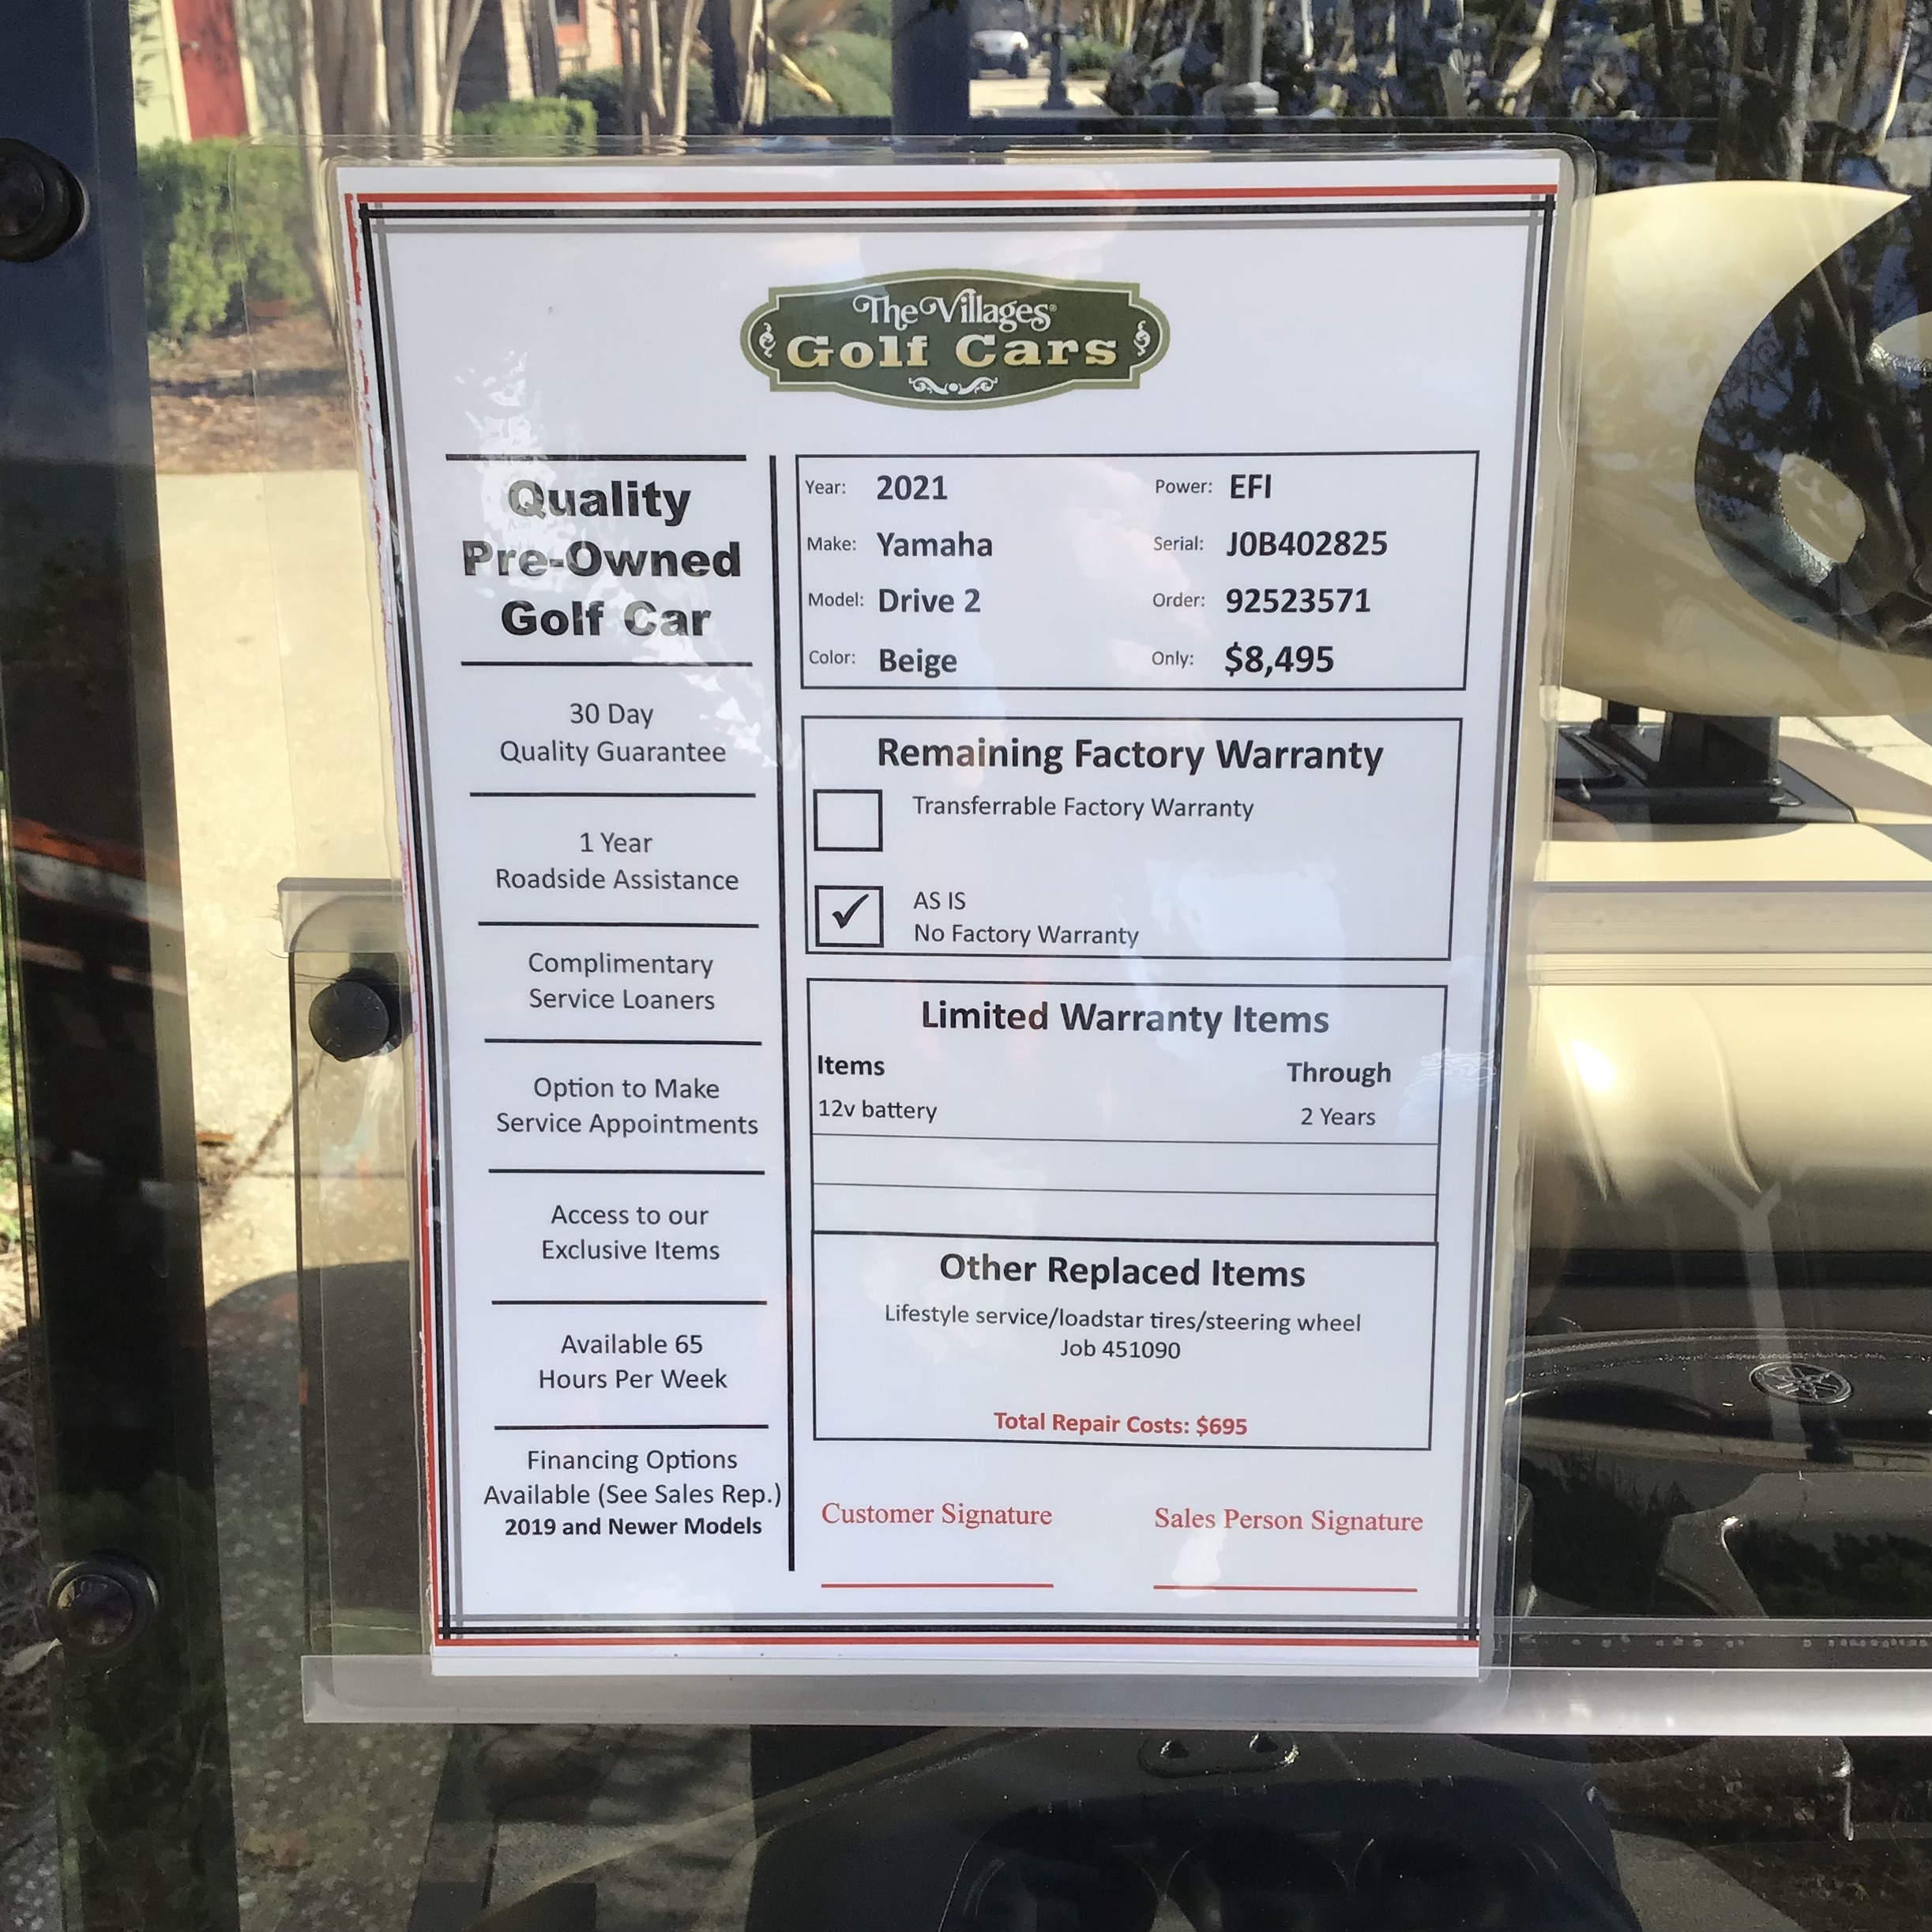 The Villages®
Golf Cars
Quality
Pre-Owned
Golf Car
30 Day
Quality Guarantee
1 Year
Roadside Assistance
Complimentary
Service Loaners
Option to Make
Service Appointments
Access to our
Exclusive Items
Available 65
Hours Per Week
Financing Options
Available (See Sales Rep.)
2019 and Newer Models
Year: 2021 Power: EFI
Make: Yamaha Serial: J0B402825
Model: Drive 2 Order: 92523571
Color: Beige Only: $8,495
Remaining Factory Warranty
Transferrable Factory Warranty
✓ AS IS
No Factory Warranty
Limited Warranty Items
Items Through
12v battery 2 Years
Other Replaced Items
Lifestyle service/loadstar tires/steering wheel
Job 451090
Total Repair Costs: $695
Customer Signature Sales Person Signature